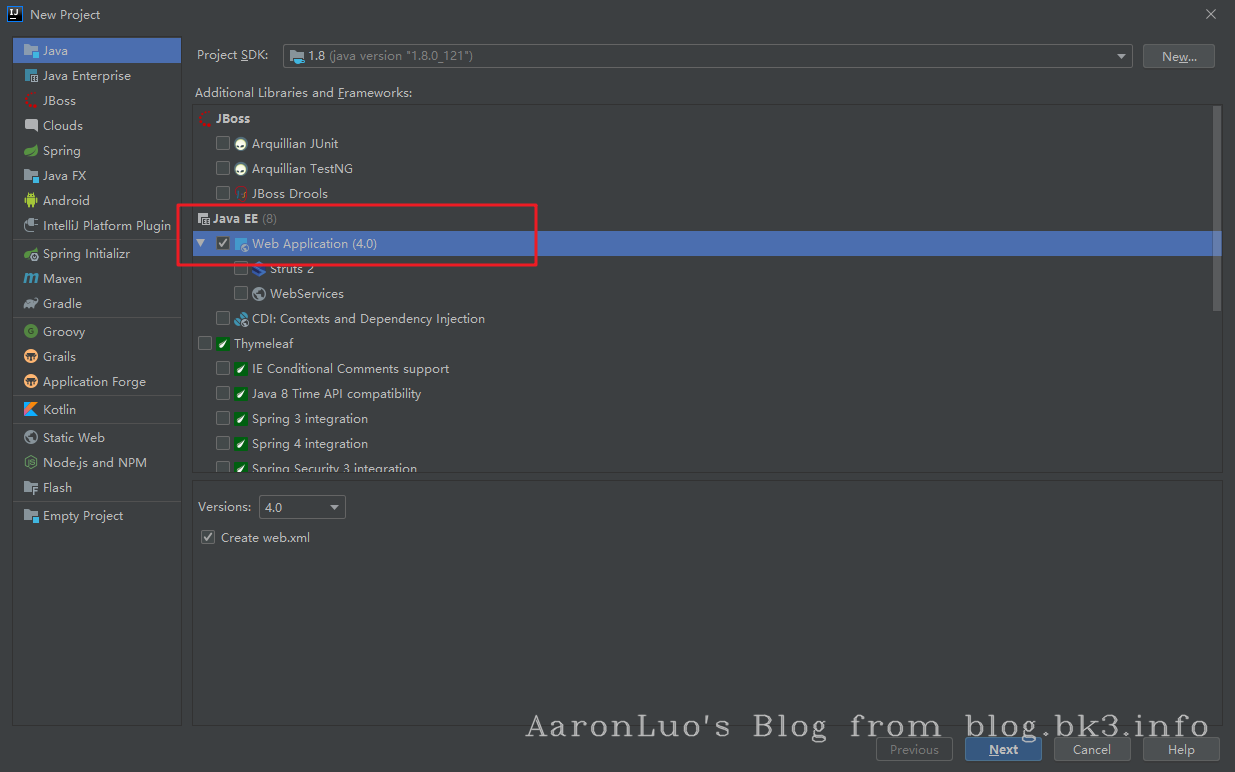 New Project
Java
Java Enterprise
JBoss
Clouds
Spring
Java FX
Android
IntelliJ Platform Plugin
Spring Initializr
Maven
Gradle
Groovy
Grails
Application Forge
Kotlin
Static Web
Node.js and NPM
Flash
Empty Project
Project SDK: 1.8 (java version "1.8.0_121") New...
Additional Libraries and Frameworks:
JBoss
Arquillian JUnit
Arquillian TestNG
JBoss Drools
Java EE (8)
Web Application (4.0)
Struts 2
WebServices
CDI: Contexts and Dependency Injection
Thymeleaf
IE Conditional Comments support
Java 8 Time API compatibility
Spring 3 integration
Spring 4 integration
Spring Security 3 integration
Versions: 4.0
Create web.xml
AaronLuo's Blog from blog.bk3.info
Previous Next Cancel Help